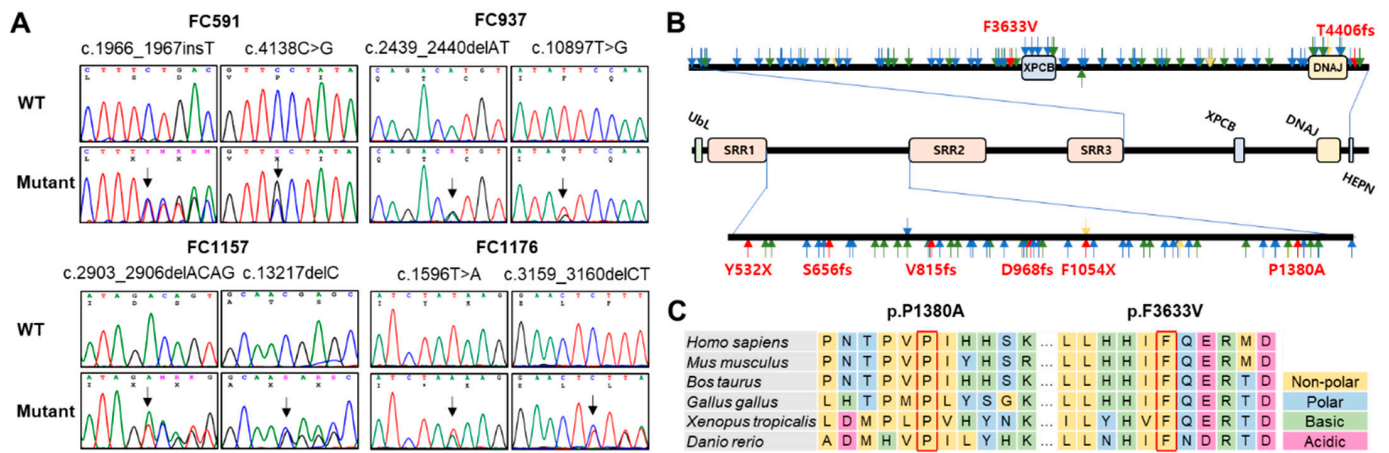 A
FC591
FC937
c.1966_1967insT c.4138C>G
c.2439_2440delAT c.10897T>G
WT
C T T T C T G A C
L S D
G T T C C T A T A
V P I
C A G A C A T G T
Q T C
A T A T T C C A A
I F Q
Mutant
C T T T
L X X
G T T S C T A T A
V X I
Q T C
I V Q
FC1157
FC1176
c.2903_2906delACAG c.13217delC
c.1596T>A c.3159_3160delCT
WT
A T A G A C A G T
I D S
G C A A C G A G C
A T S
A T C T A T A A G
I Y K
G A A C T C T T T
E L F
Mutant
B
F3633V
T4406fs
XPCB
DNAJ
UbL
SRR1
SRR2
SRR3
XPCB
DNAJ
HEPN
Y532X
S656fs
V815fs
D968fs
F1054X
P1380A
C
p.P1380A
p.F3633V
Homo sapiens P N T P V P I H H S K ... L L H H I F Q E R M D
Mus musculus P N T P V P I Y H S R ... L L H H I F Q E R M D
Bos taurus P N T P V P I H H S K ... L L H H I F Q E R T D
Gallus gallus L H T P M P L Y S G K ... L L H H I F Q E R T D
Xenopus tropicalis L D M P L P V H Y N K ... I L Y H V F Q E R T D
Danio rerio A D M H V P I L Y H K ... L L N H I F N D R T D
Non-polar
Polar
Basic
Acidic